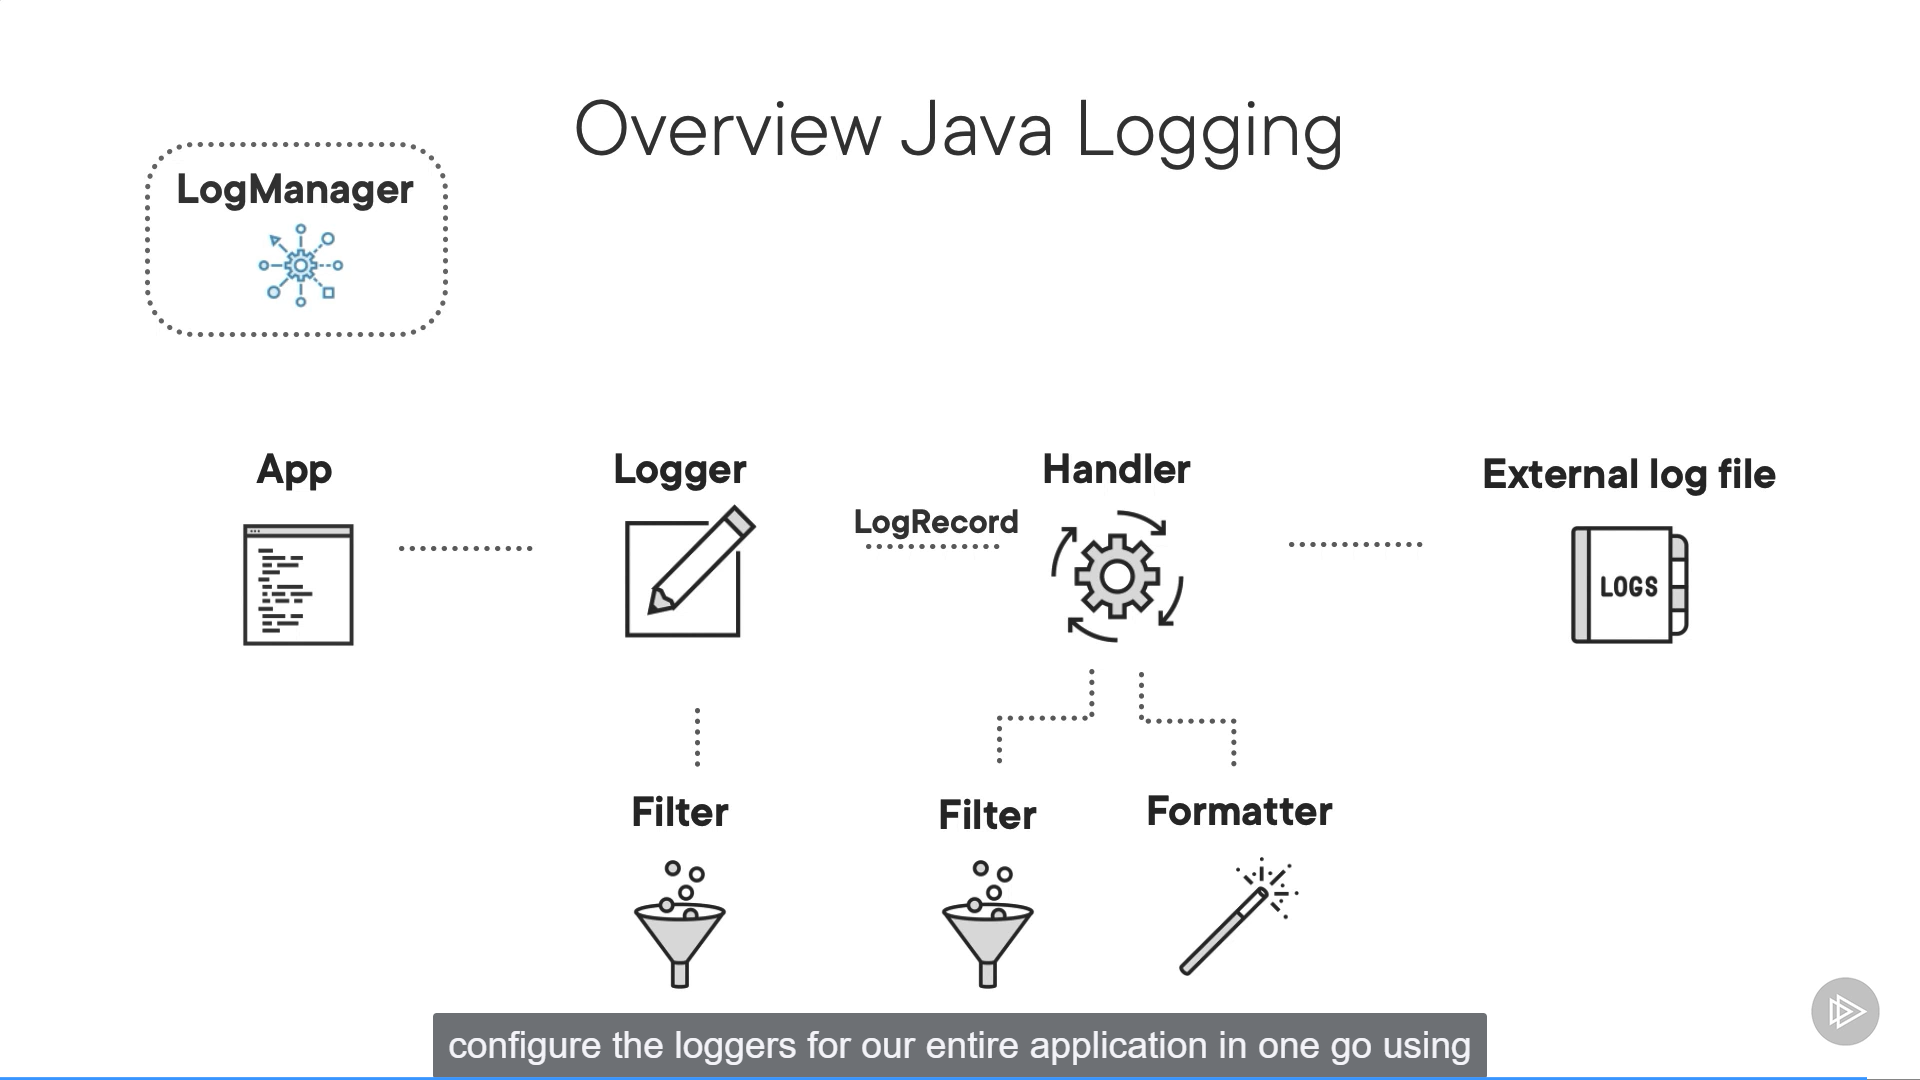 Overview Java Logging
LogManager
App
Logger
LogRecord
Handler
External log file
LOGS
Filter
Filter
Formatter
configure the loggers for our entire application in one go using